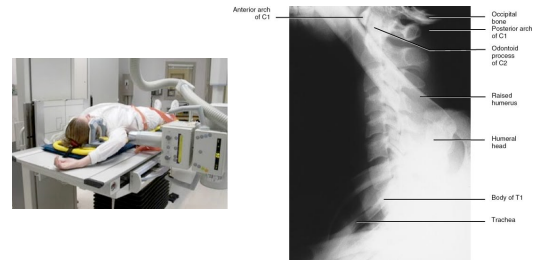 Anterior arch
of C1
Occipital
bone
Posterior arch
of C1
Odontoid
process
of C2
Raised
humerus
Humeral
head
Body of T1
Trachea